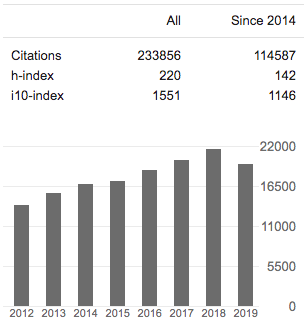 All Since 2014
Citations 233856 114587
h-index 220 142
i10-index 1551 1146
22000
16500
11000
5500
0
2012 2013 2014 2015 2016 2017 2018 2019